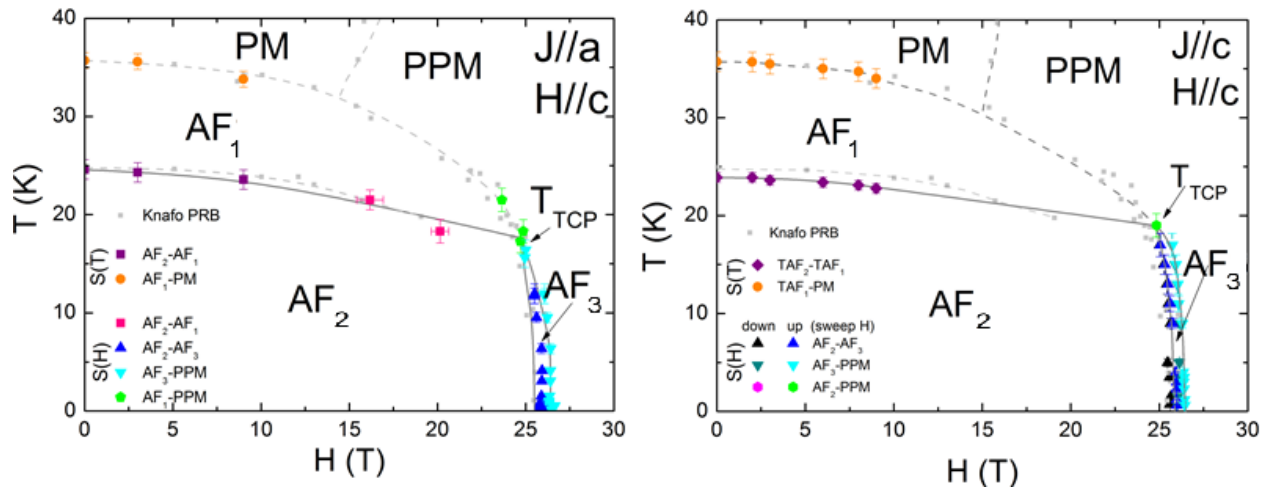 40
30
20
10
0
T (K)
0
5
10
15
20
25
30
H (T)
PM
PPM
J//a
H//c
AF1
TTCP
AF3
AF2
Knafo PRB
S(T)
AF2-AF1
AF1-PM
S(H)
AF2-AF1
AF2-AF3
AF3-PPM
AF1-PPM
40
30
20
10
0
T (K)
0
5
10
15
20
25
30
H (T)
PM
PPM
J//c
H//c
AF1
TTCP
AF3
AF2
Knafo PRB
S(T)
TAF2-TAF1
TAF1-PM
down up (sweep H)
S(H)
AF2-AF3
AF3-PPM
AF2-PPM